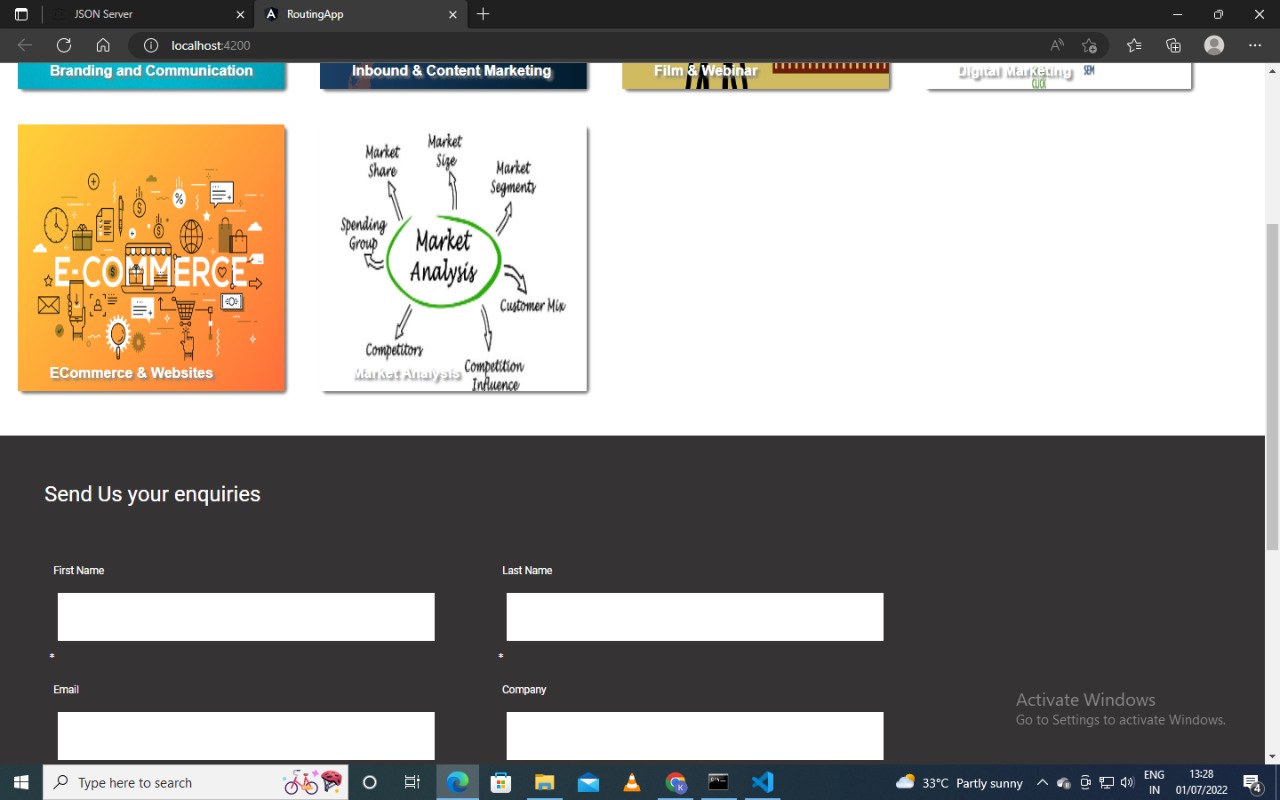 JSON Server
RoutingApp
localhost:4200
Branding and Communication
Inbound & Content Marketing
Film & Webinar
Digital Marketing
SEM
CLICK
E-COMMERCE
ECommerce & Websites
Market Share
Market Size
Market Segments
Spending Group
Market Analysis
Customer Mix
Competitors
Competition Influence
Market Analysis
Send Us your enquiries
First Name
Last Name
*
*
Email
Company
Activate Windows
Go to Settings to activate Windows.
Type here to search
33°C Partly sunny
ENG
IN
13:28
01/07/2022
4